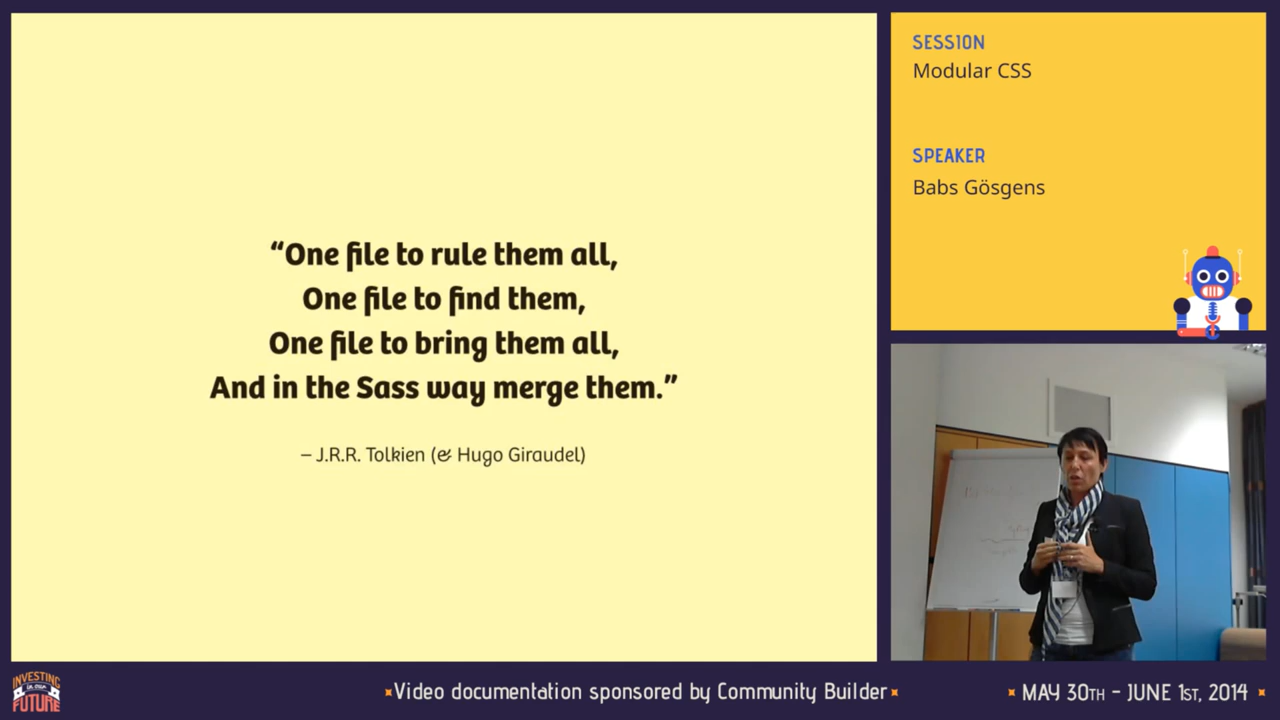 “One file to rule them all,
One file to find them,
One file to bring them all,
And in the Sass way merge them.”
– J.R.R. Tolkien (& Hugo Giraudel)
SESSION
Modular CSS
SPEAKER
Babs Gösgens
INVESTING
in our
FUTURE
Video documentation sponsored by Community Builder
MAY 30TH - JUNE 1ST, 2014